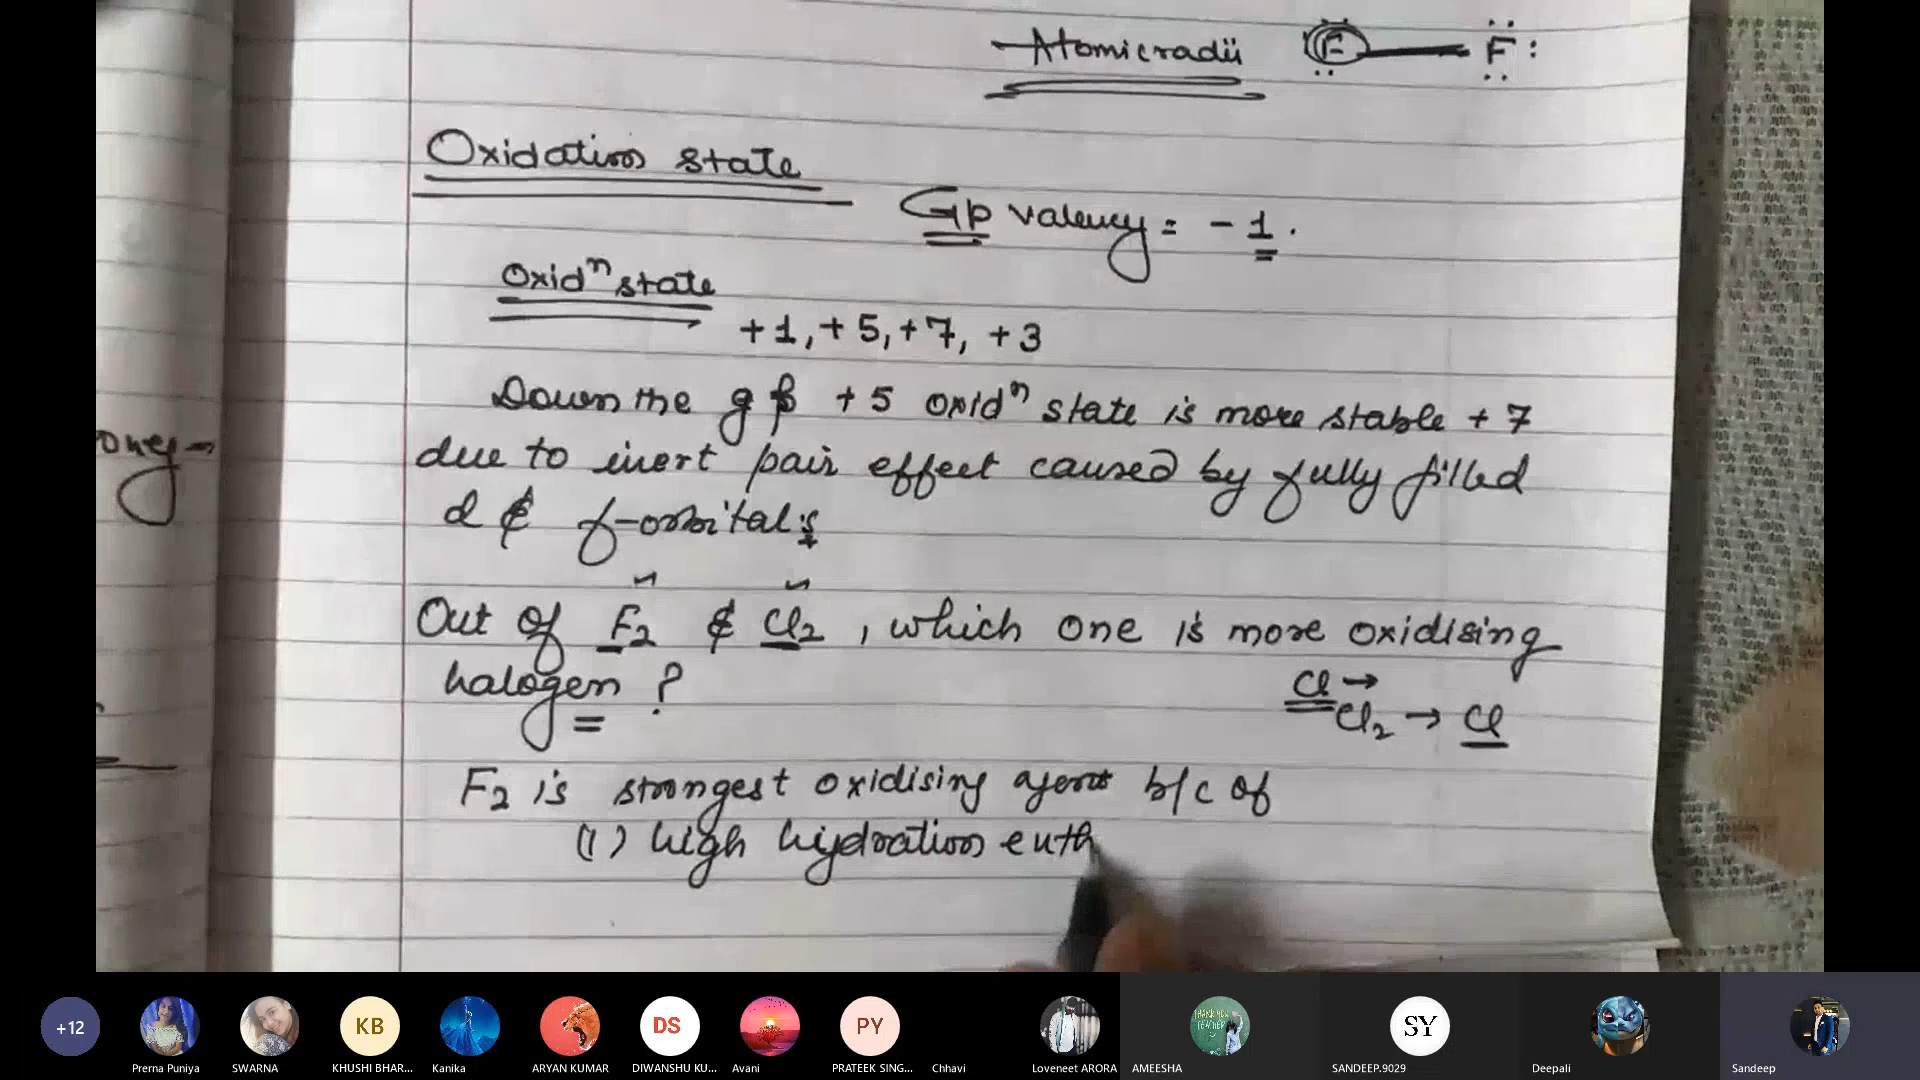 Atomic radii F — F :
Oxidation state
Gp valency = - 1 .
Oxidⁿ state
+1, +5, +7, +3
Down the gp +5 oxidⁿ state is more stable +7
due to inert pair effect caused by fully filled
d & f-orbitals
Out of F2 & Cl2 , which one is more oxidising
halogen ?
Cl →
Cl2 → Cl
F2 is strongest oxidising agent b/c of
(1) high hydration enth
+12
KB
DS
PY
THANK YOU TEACHER
SY
Prerna Puniya SWARNA KHUSHI BHAR... Kanika ARYAN KUMAR DIWANSHU KU... Avani PRATEEK SING... Chhavi Loveneet ARORA AMEESHA SANDEEP.9029 Deepali Sandeep